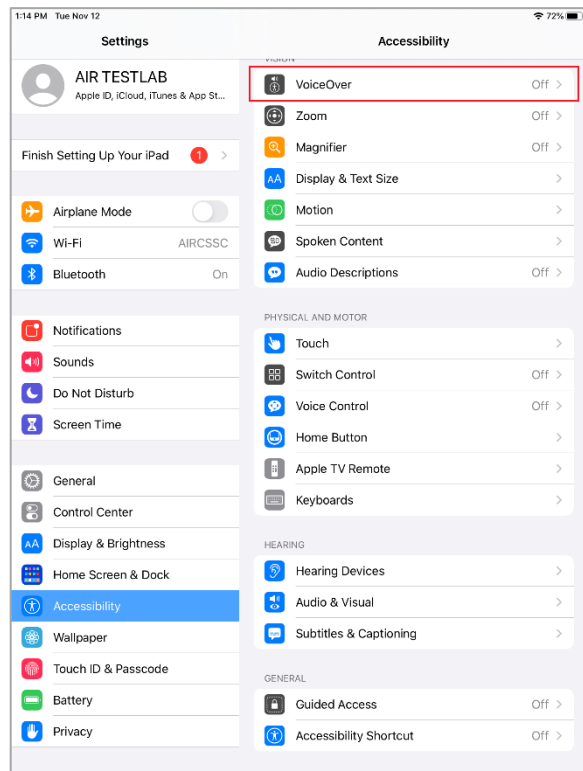 1:14 PM Tue Nov 12
72%
Settings
AIR TESTLAB
Apple ID, iCloud, iTunes & App St...
Finish Setting Up Your iPad 1
Airplane Mode
Wi-Fi AIRCSSC
Bluetooth On
Notifications
Sounds
Do Not Disturb
Screen Time
General
Control Center
AA Display & Brightness
Home Screen & Dock
Accessibility
Wallpaper
Touch ID & Passcode
Battery
Privacy
Accessibility
VISION
VoiceOver Off
Zoom Off
Magnifier Off
AA Display & Text Size
Motion
Spoken Content
Audio Descriptions Off
PHYSICAL AND MOTOR
Touch
Switch Control Off
Voice Control Off
Home Button
Apple TV Remote
Keyboards
HEARING
Hearing Devices
Audio & Visual
Subtitles & Captioning
GENERAL
Guided Access Off
Accessibility Shortcut Off